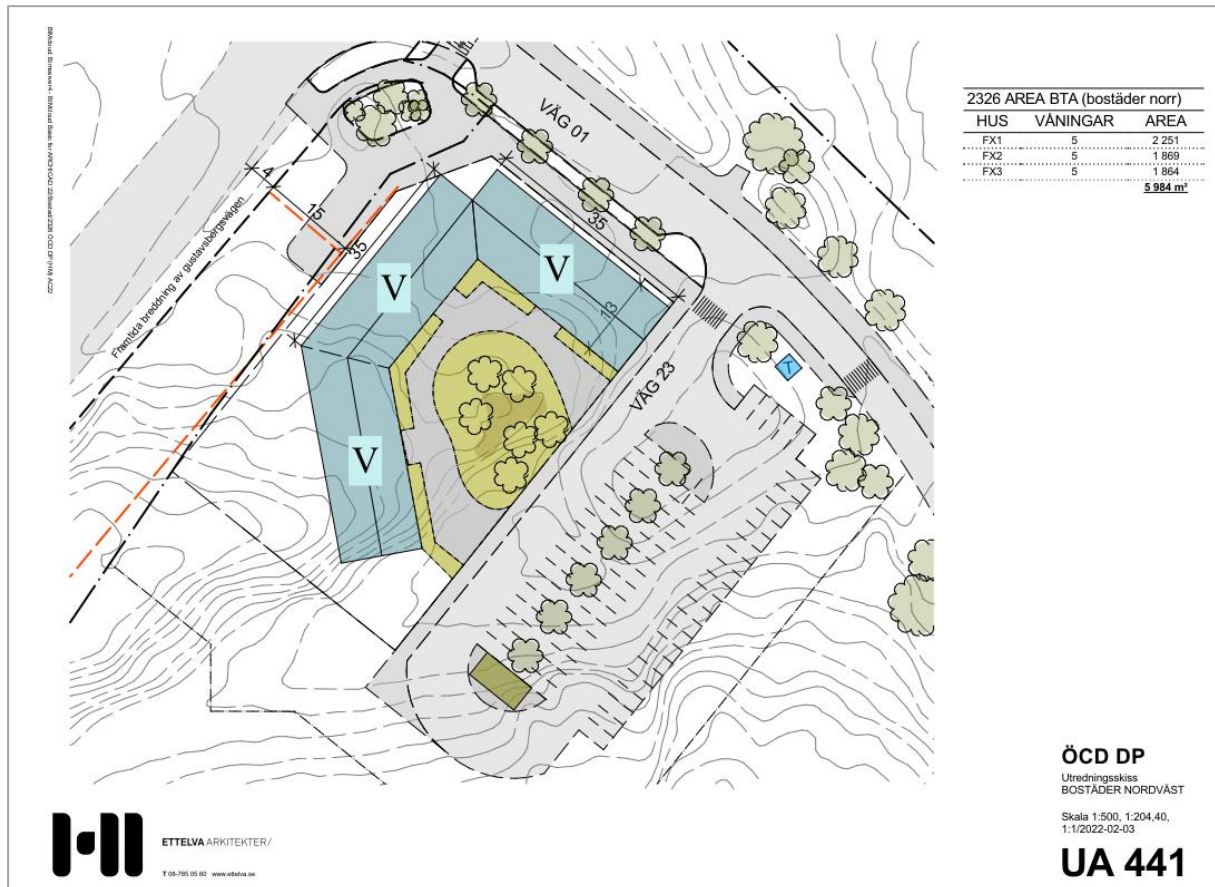 VÄG 01
4
15
35
35
Framtida breddning av gustavsbergsvägen
V
V
13
VÄG 23
T
V
2326 AREA BTA (bostäder norr)
HUS VÅNINGAR AREA
FX1 5 2 251
FX2 5 1 869
FX3 5 1 864
5 984 m²
ÖCD DP
Utredningsskiss
BOSTÄDER NORDVÄST
Skala 1:500, 1:204,40,
1:1/2022-02-03
UA 441
ETTELVA ARKITEKTER/
T 08-785 05 60 www.ettelva.se